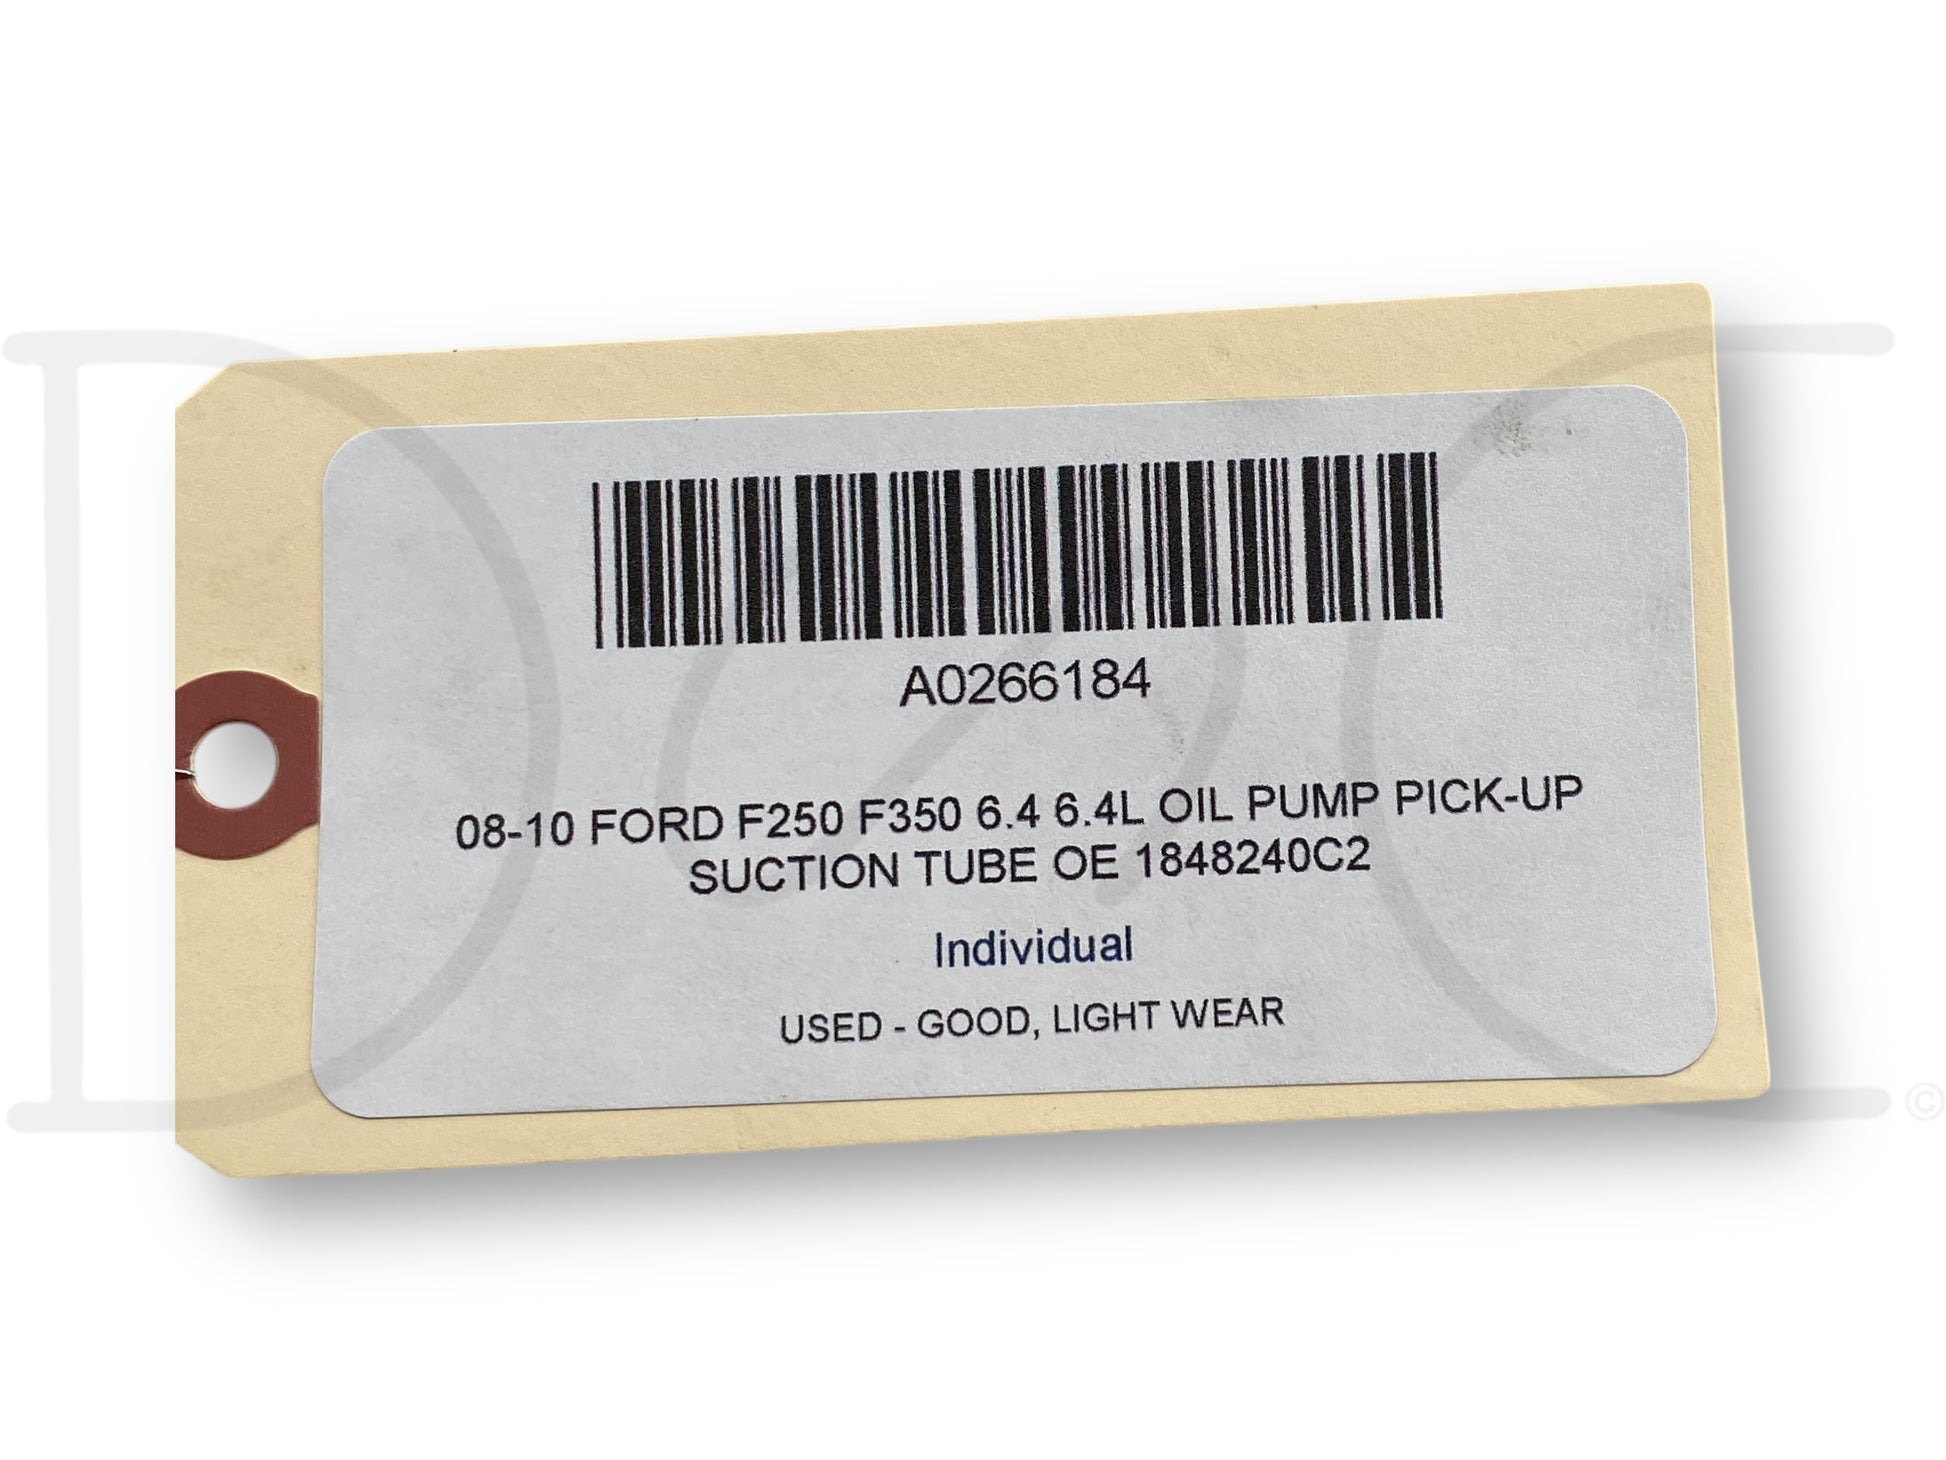 A0266184
08-10 FORD F250 F350 6.4 6.4L OIL PUMP PICK-UP
SUCTION TUBE OE 1848240C2
Individual
USED - GOOD, LIGHT WEAR
©